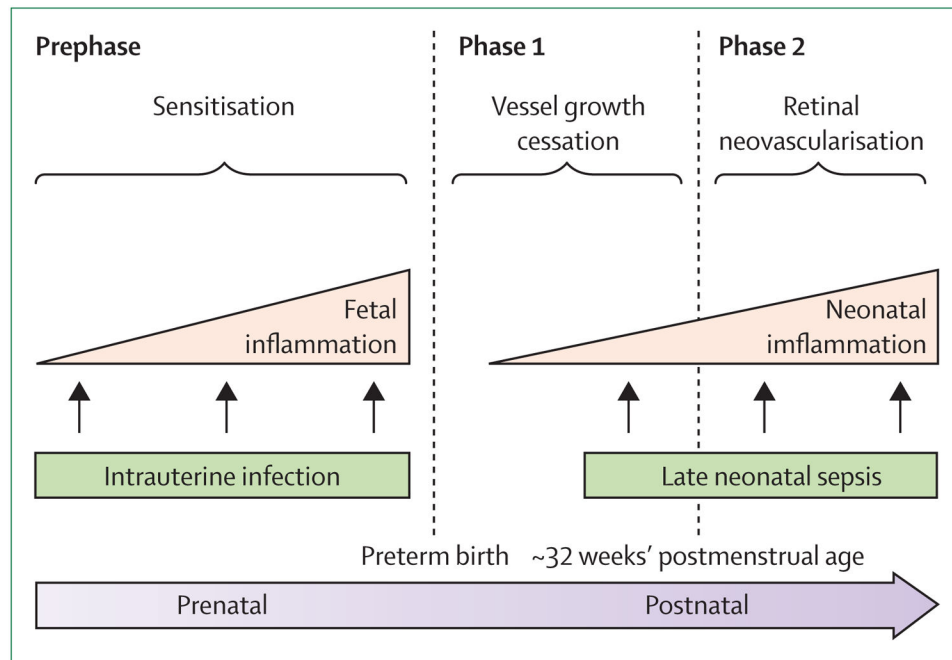 Prephase
Phase 1
Phase 2
Sensitisation
Vessel growth
cessation
Retinal
neovascularisation
Fetal
inflammation
Neonatal
imflammation
Intrauterine infection
Late neonatal sepsis
Preterm birth
~32 weeks’ postmenstrual age
Prenatal
Postnatal